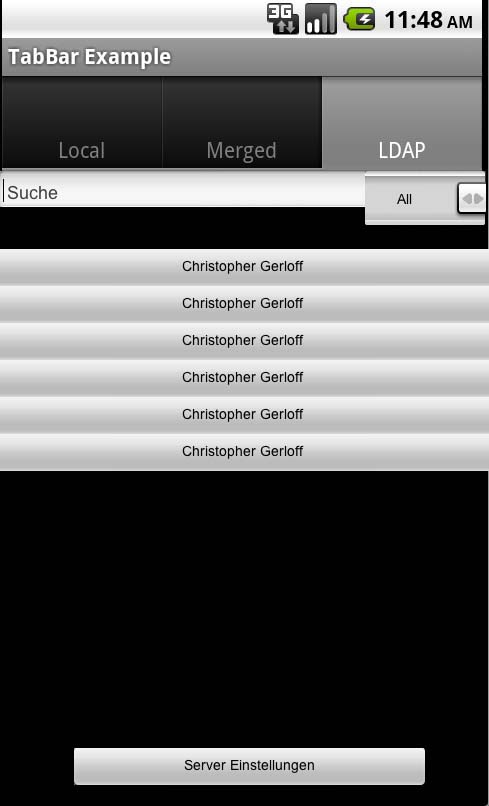 3G 11:48 AM
TabBar Example
Local Merged LDAP
Suche All
Christopher Gerloff
Christopher Gerloff
Christopher Gerloff
Christopher Gerloff
Christopher Gerloff
Christopher Gerloff
Server Einstellungen